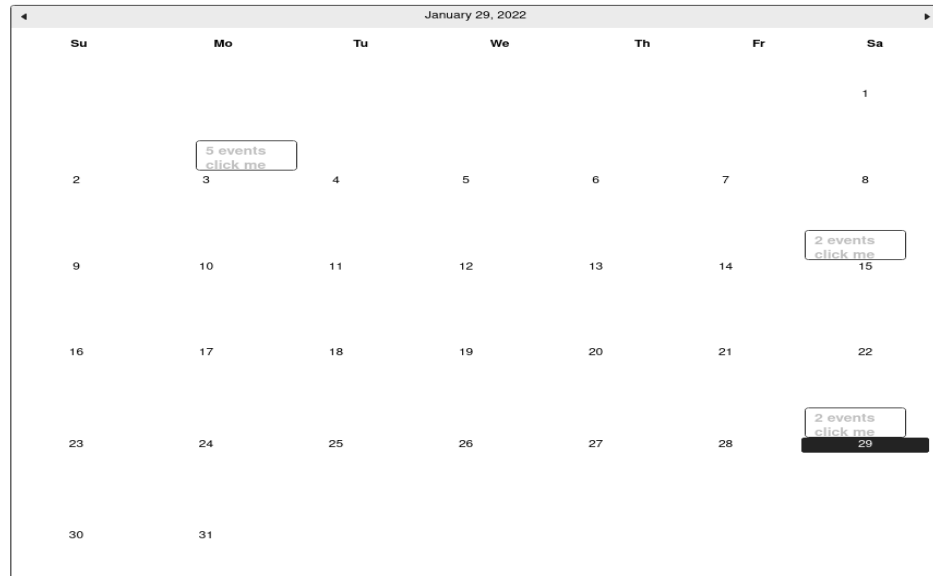 January 29, 2022
Su Mo Tu We Th Fr Sa
1
5 events
click me
2 3 4 5 6 7 8
2 events
click me
9 10 11 12 13 14 15
16 17 18 19 20 21 22
2 events
click me
23 24 25 26 27 28 29
30 31